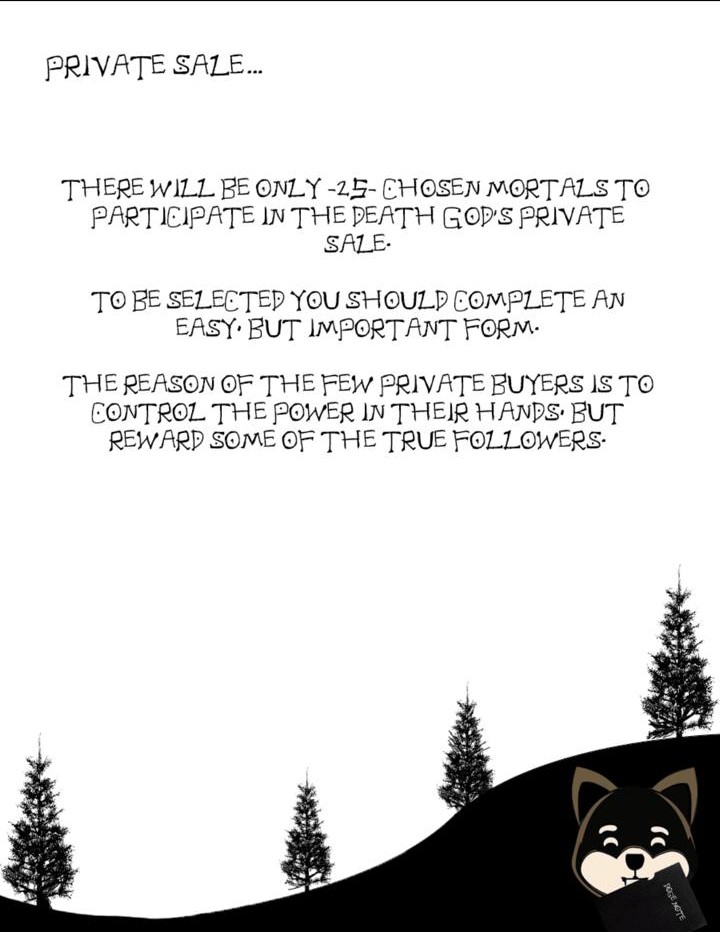 PRIVATE SALE...
THERE WILL BE ONLY -25- CHOSEN MORTALS TO
PARTICIPATE IN THE DEATH GOD'S PRIVATE
SALE.
TO BE SELECTED YOU SHOULD COMPLETE AN
EASY. BUT IMPORTANT FORM.
THE REASON OF THE FEW PRIVATE BUYERS IS TO
CONTROL THE POWER IN THEIR HANDS. BUT
REWARD SOME OF THE TRUE FOLLOWERS.
DOGE NOTE